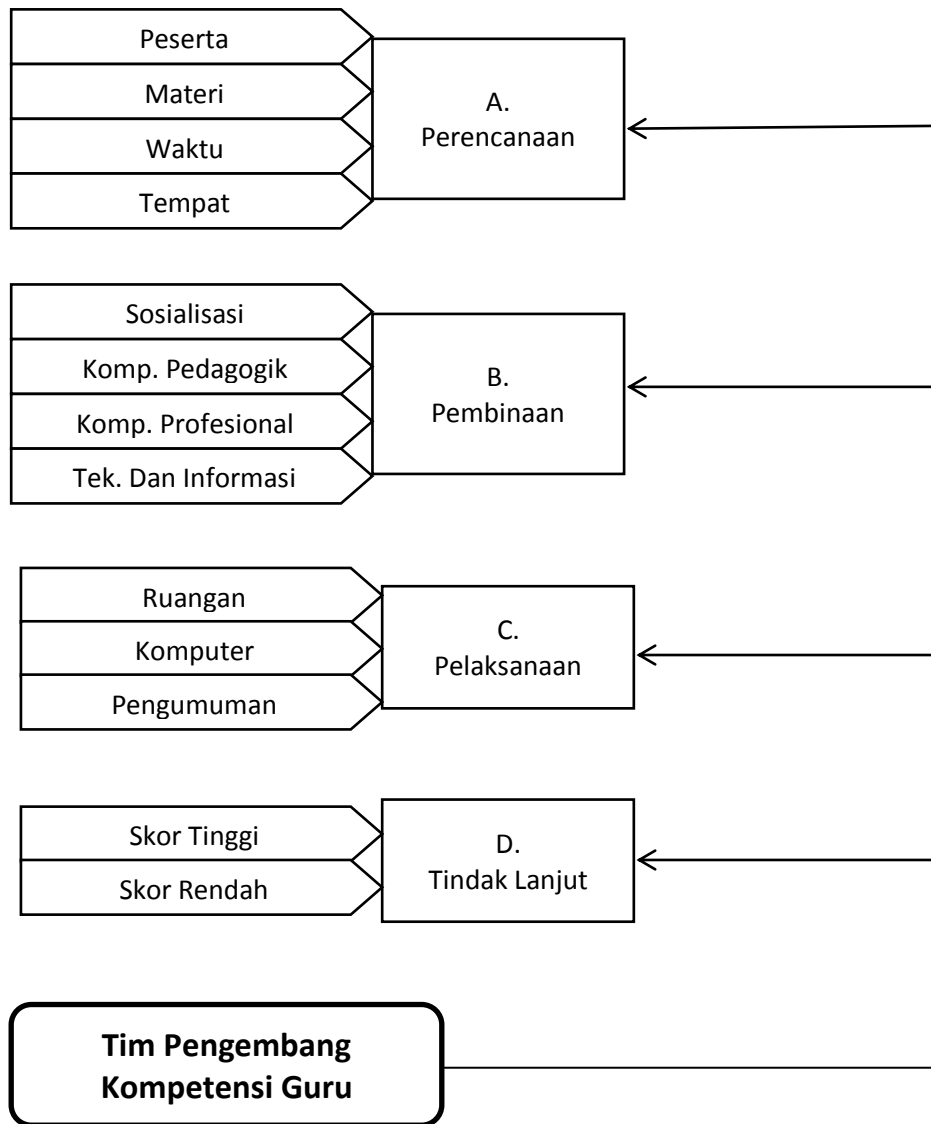 Peserta
Materi
Waktu
Tempat
A.
Perencanaan
Sosialisasi
Komp. Pedagogik
Komp. Profesional
Tek. Dan Informasi
B.
Pembinaan
Ruangan
Komputer
Pengumuman
C.
Pelaksanaan
Skor Tinggi
Skor Rendah
D.
Tindak Lanjut
Tim Pengembang
Kompetensi Guru